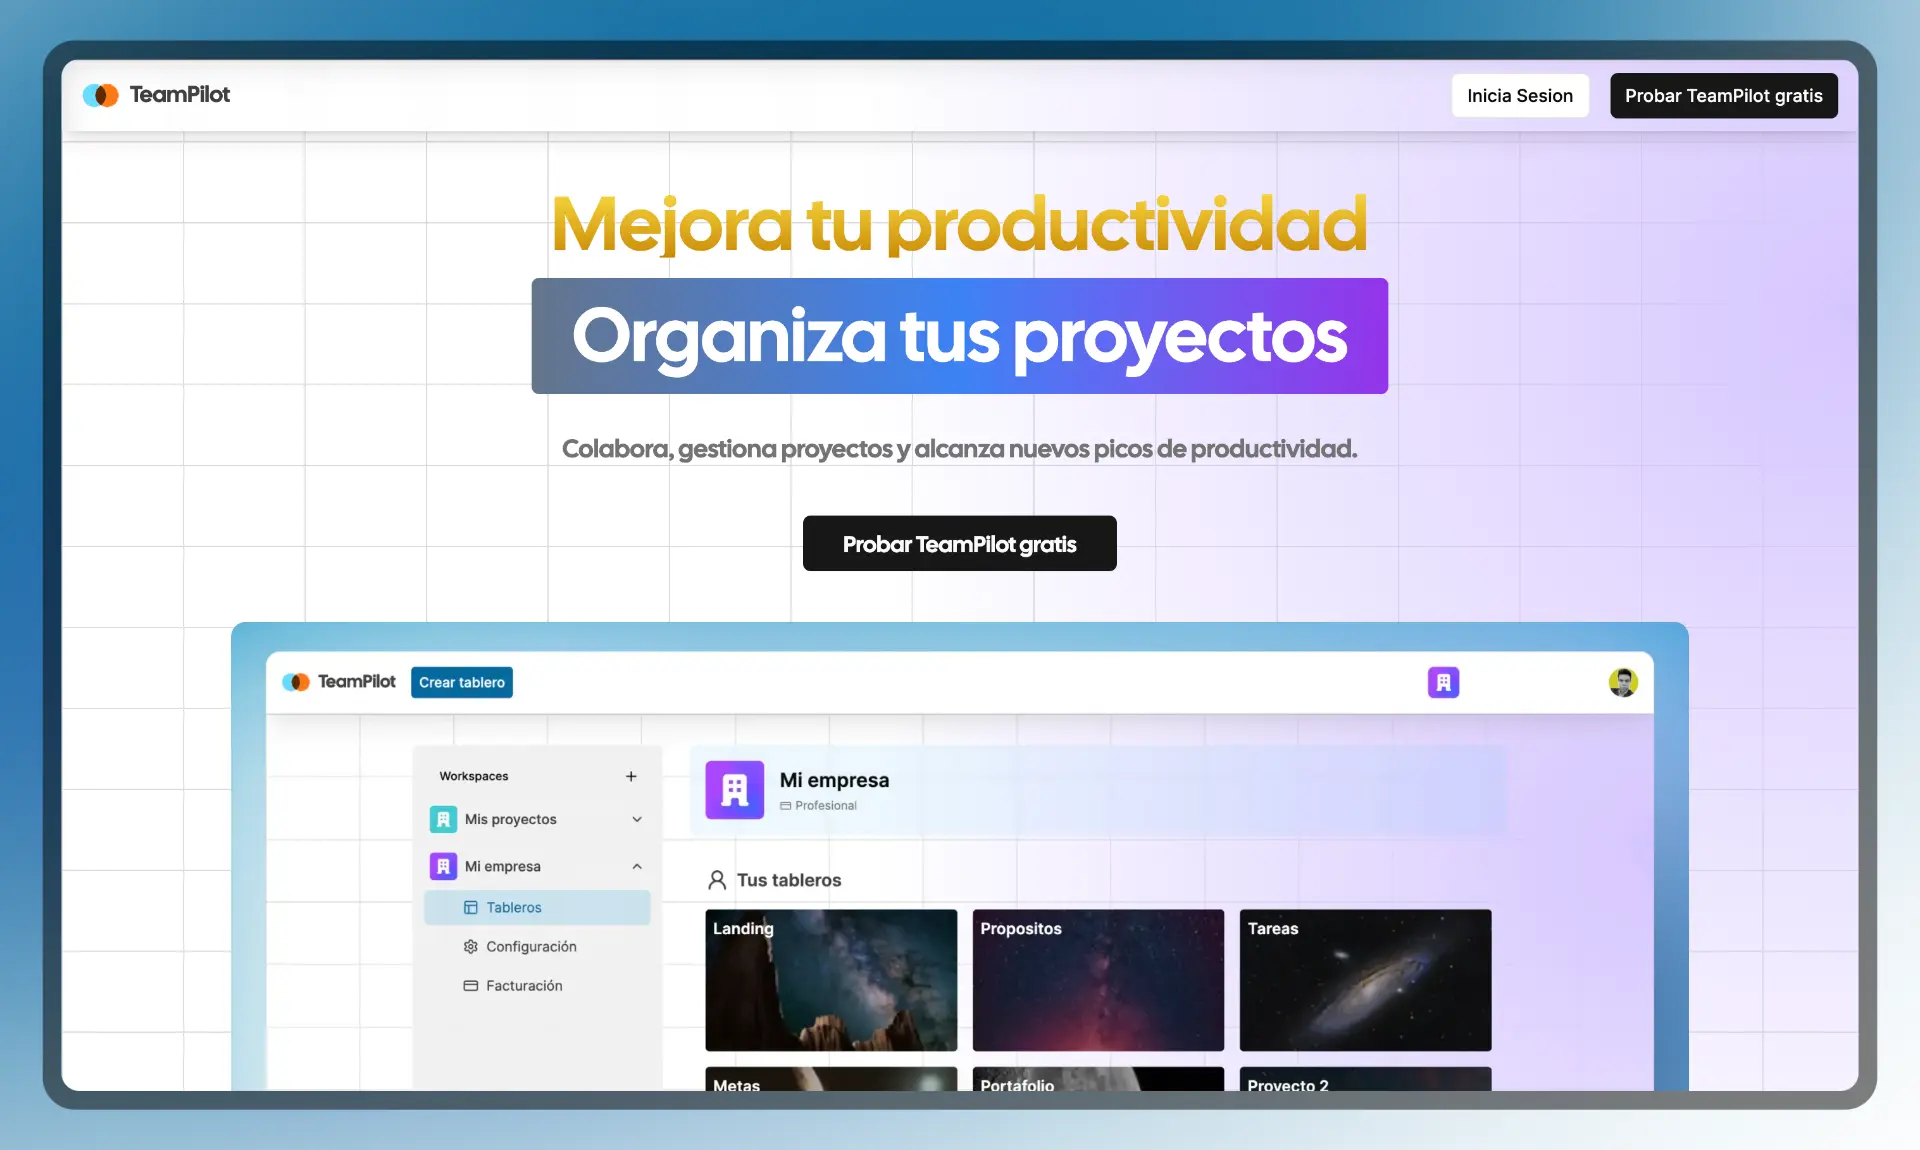 TeamPilot
Inicia Sesion
Probar TeamPilot gratis
Mejora tu productividad
Organiza tus proyectos
Colabora, gestiona proyectos y alcanza nuevos picos de productividad.
Probar TeamPilot gratis
TeamPilot
Crear tablero
Workspaces
Mis proyectos
Mi empresa
Tableros
Configuración
Facturación
Mi empresa
Profesional
Tus tableros
Landing
Propositos
Tareas
Metas
Portafolio
Proyecto 2